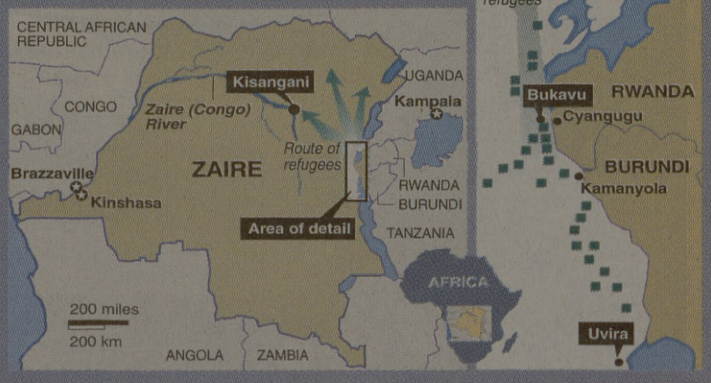 refugees
CENTRAL AFRICAN
REPUBLIC
UGANDA
Kisangani
Kampala
CONGO
Zaire (Congo)
River
GABON
Route of
refugees
ZAIRE
Brazzaville
Kinshasa
RWANDA
BURUNDI
Area of detail
TANZANIA
AFRICA
200 miles
200 km
ANGOLA
ZAMBIA
Bukavu
RWANDA
Cyangugu
BURUNDI
Kamanyola
Uvira